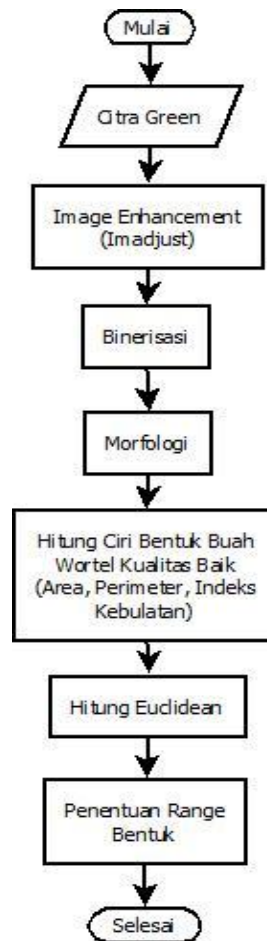 Mulai
Citra Green
Image Enhancement
(Imadjust)
Binerisasi
Morfologi
Hitung Ciri Bentuk Buah
Wortel Kualitas Baik
(Area, Perimeter, Indeks
Kebulatan)
Hitung Euclidean
Penentuan Range
Bentuk
Selesai